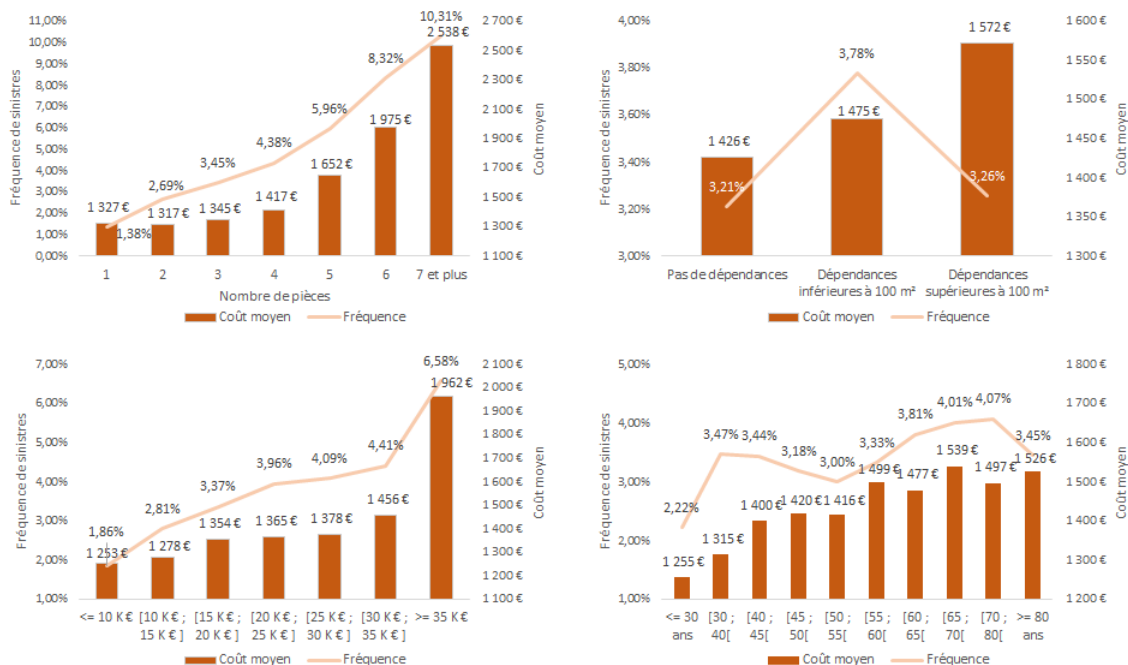 11,00%
10,00%
9,00%
8,00%
7,00%
6,00%
5,00%
4,00%
3,00%
2,00%
1,00%
0,00%
Fréquence de sinistres
1 327 €
1 317 €
1 345 €
1 417 €
1 652 €
1 975 €
2 538 €
1,38%
2,69%
3,45%
4,38%
5,96%
8,32%
10,31%
2 700 €
2 500 €
2 300 €
2 100 €
1 900 €
1 700 €
1 500 €
1 300 €
1 100 €
Coût moyen
1 2 3 4 5 6 7 et plus
Nombre de pièces
Coût moyen Fréquence
4,00%
3,80%
3,60%
3,40%
3,20%
3,00%
Fréquence de sinistres
1 426 €
1 475 €
1 572 €
3,21%
3,78%
3,26%
1 600 €
1 550 €
1 500 €
1 450 €
1 400 €
1 350 €
1 300 €
Coût moyen
Pas de dépendances Dépendances Dépendances
inférieures à 100 m² supérieures à 100 m²
Coût moyen Fréquence
7,00%
6,00%
5,00%
4,00%
3,00%
2,00%
1,00%
Fréquence de sinistres
1 253 €
1 278 €
1 354 €
1 365 €
1 378 €
1 456 €
1 962 €
1,86%
2,81%
3,37%
3,96%
4,09%
4,41%
6,58%
2 100 €
2 000 €
1 900 €
1 800 €
1 700 €
1 600 €
1 500 €
1 400 €
1 300 €
1 200 €
1 100 €
Coût moyen
<= 10 K € [10 K € ; [15 K € ; [20 K € ; [25 K € ; [30 K € ; >= 35 K €
15 K € ] 20 K € ] 25 K € ] 30 K € ] 35 K € ]
Coût moyen Fréquence
5,00%
4,00%
3,00%
2,00%
1,00%
Fréquence de sinistres
1 255 €
1 315 €
1 400 €
1 420 €
1 416 €
1 499 €
1 477 €
1 539 €
1 497 €
1 526 €
2,22%
3,47%
3,44%
3,18%
3,00%
3,33%
3,81%
4,01%
4,07%
3,45%
1 800 €
1 700 €
1 600 €
1 500 €
1 400 €
1 300 €
1 200 €
Coût moyen
<= 30 [30 ; [40 ; [45 ; [50 ; [55 ; [60 ; [65 ; [70 ; >= 80
ans 40[ 45[ 50[ 55[ 60[ 65[ 70[ 80[ ans
Coût moyen Fréquence